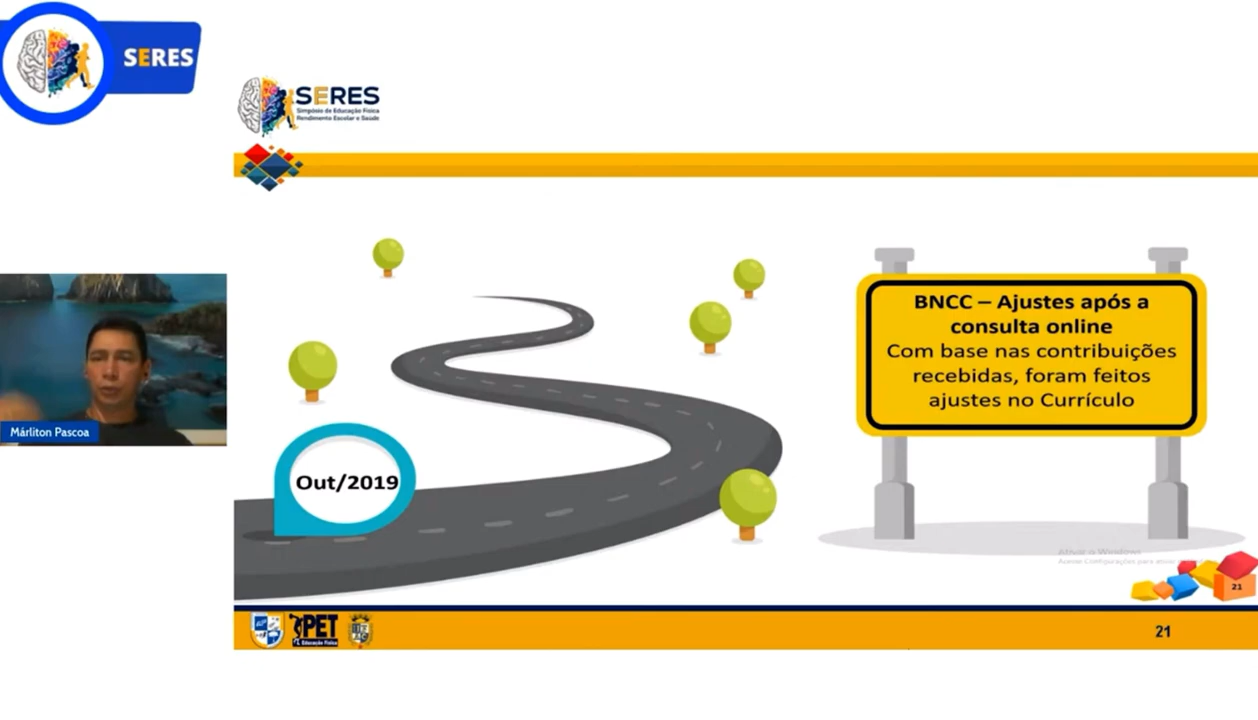 SERES
SERES
Simpósio de Educação Física
Rendimento Escolar e Saúde
BNCC – Ajustes após a
consulta online
Com base nas contribuições
recebidas, foram feitos
ajustes no Currículo
Márliton Pascoa
Out/2019
Ativar o Windows
21
PET
Educação Física
21